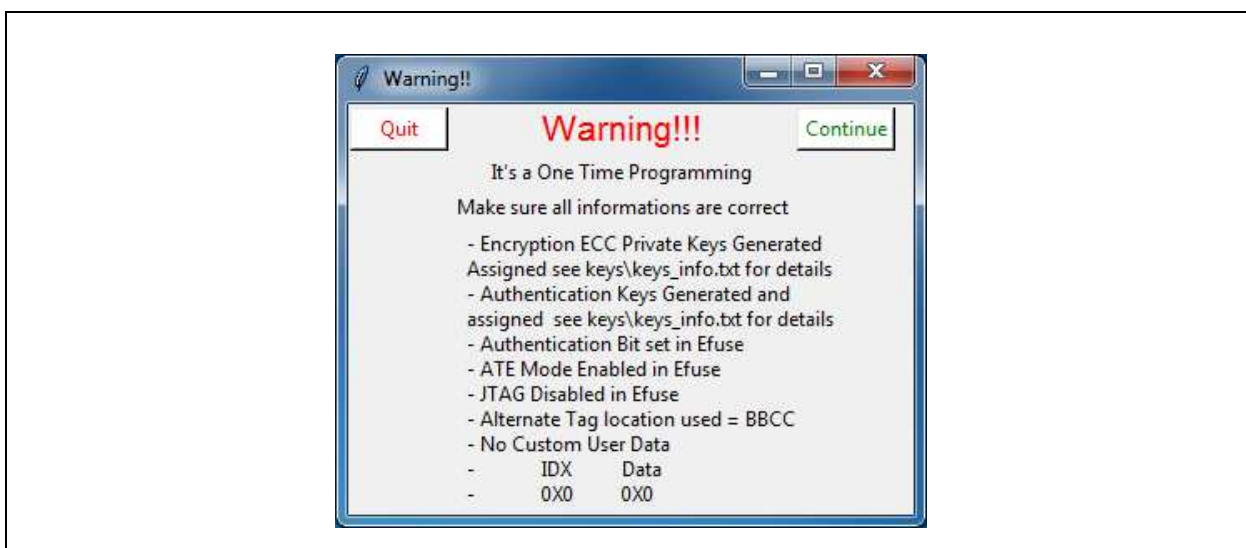 Warning!!
Quit Warning!!! Continue
It's a One Time Programming
Make sure all informations are correct
- Encryption ECC Private Keys Generated
Assigned see keys\keys_info.txt for details
- Authentication Keys Generated and
assigned  see keys\keys_info.txt for details
- Authentication Bit set in Efuse
- ATE Mode Enabled in Efuse
- JTAG Disabled in Efuse
- Alternate Tag location used = BBCC
- No Custom User Data
- IDX Data
- 0X0 0X0